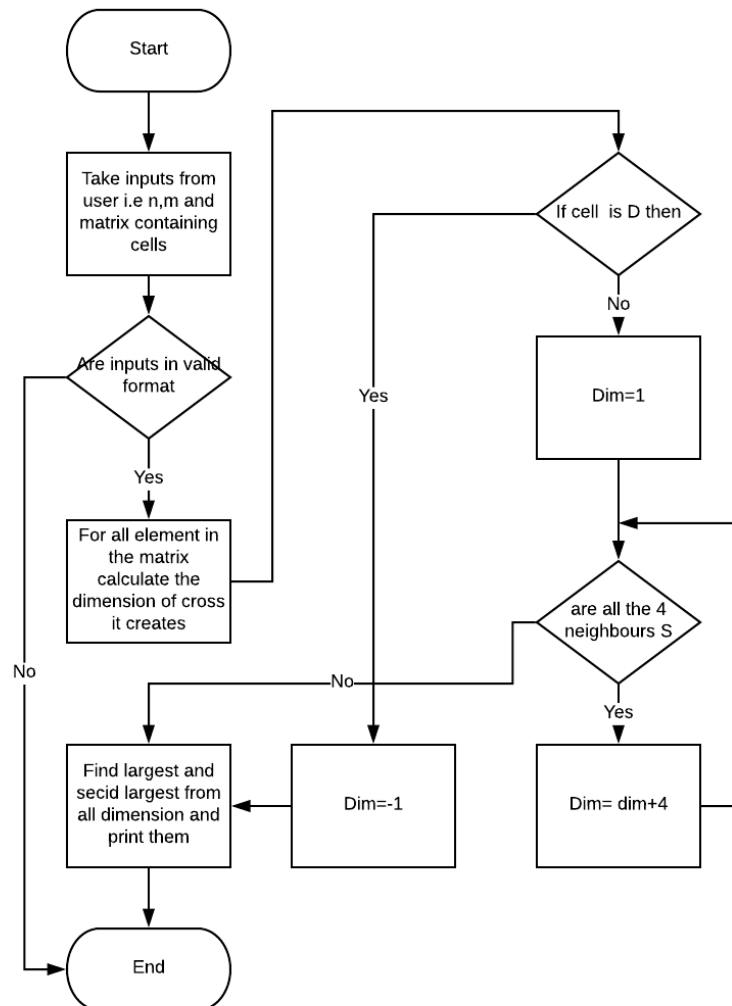 Start
Take inputs from
user i.e n,m and
matrix containing
cells
If cell is D then
No
Are inputs in valid
format
Yes
Dim=1
Yes
For all element in
the matrix
calculate the
dimension of cross
it creates
are all the 4
neighbours S
No
No
Yes
Find largest and
secid largest from
all dimension and
print them
Dim=-1
Dim= dim+4
End